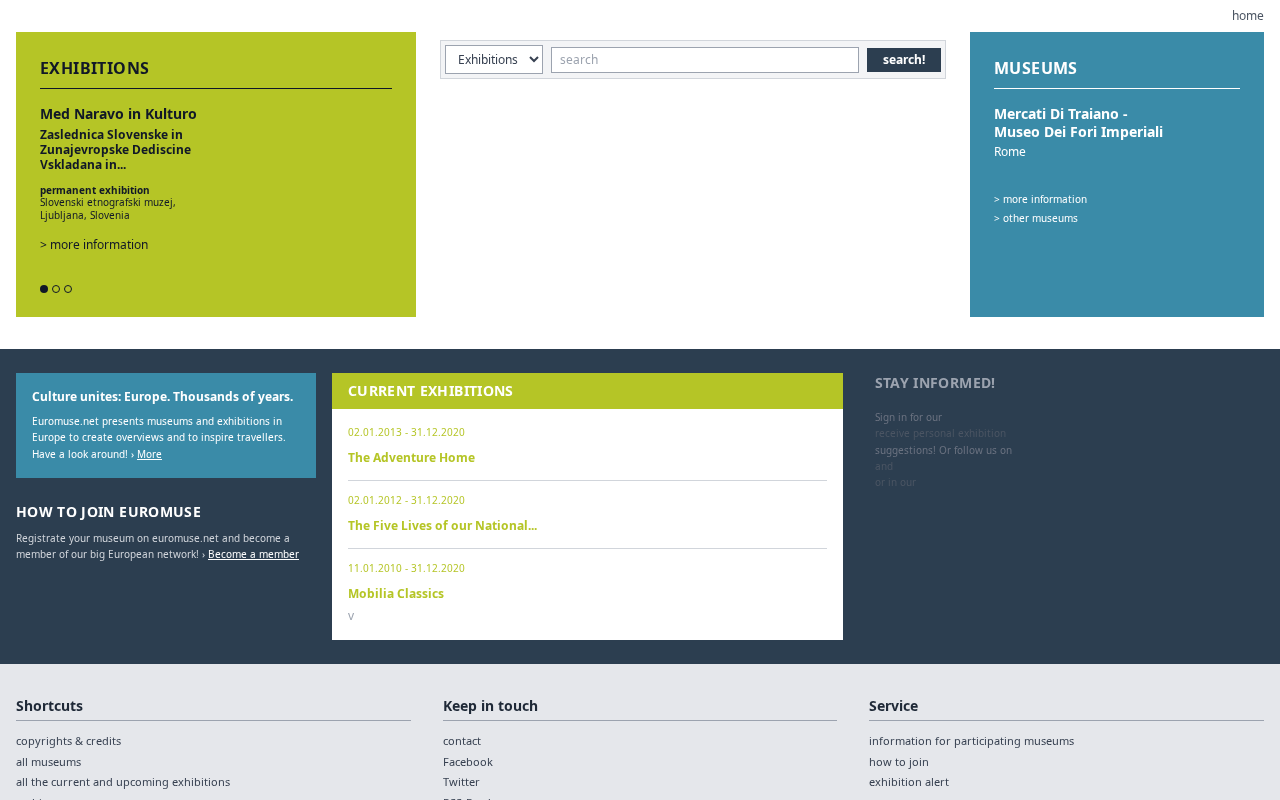 home
EXHIBITIONS
Med Naravo in Kulturo
Zaslednica Slovenske in
Zunajevropske Dediscine
Vskladana in...
permanent exhibition
Slovenski etnografski muzej,
Ljubljana, Slovenia
> more information
Exhibitions
search
search!
MUSEUMS
Mercati Di Traiano -
Museo Dei Fori Imperiali
Rome
> more information
> other museums
Culture unites: Europe. Thousands of years.
Euromuse.net presents museums and exhibitions in
Europe to create overviews and to inspire travellers.
Have a look around! › More
HOW TO JOIN EUROMUSE
Registrate your museum on euromuse.net and become a
member of our big European network! › Become a member
CURRENT EXHIBITIONS
02.01.2013 - 31.12.2020
The Adventure Home
02.01.2012 - 31.12.2020
The Five Lives of our National...
11.01.2010 - 31.12.2020
Mobilia Classics
V
STAY INFORMED!
Sign in for our
receive personal exhibition
suggestions! Or follow us on
and
or in our
Shortcuts
copyrights & credits
all museums
all the current and upcoming exhibitions
Keep in touch
contact
Facebook
Twitter
Service
information for participating museums
how to join
exhibition alert